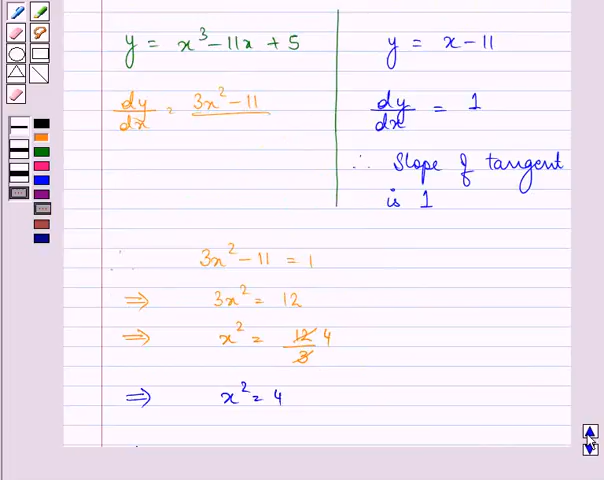 y = x³ – 11x + 5
dy/dx = 3x² – 11
y = x – 11
dy/dx = 1
∴ Slope of tangent
is 1
∴ 3x² – 11 = 1
⇒ 3x² = 12
⇒ x² = 12/3 4
⇒ x² = 4